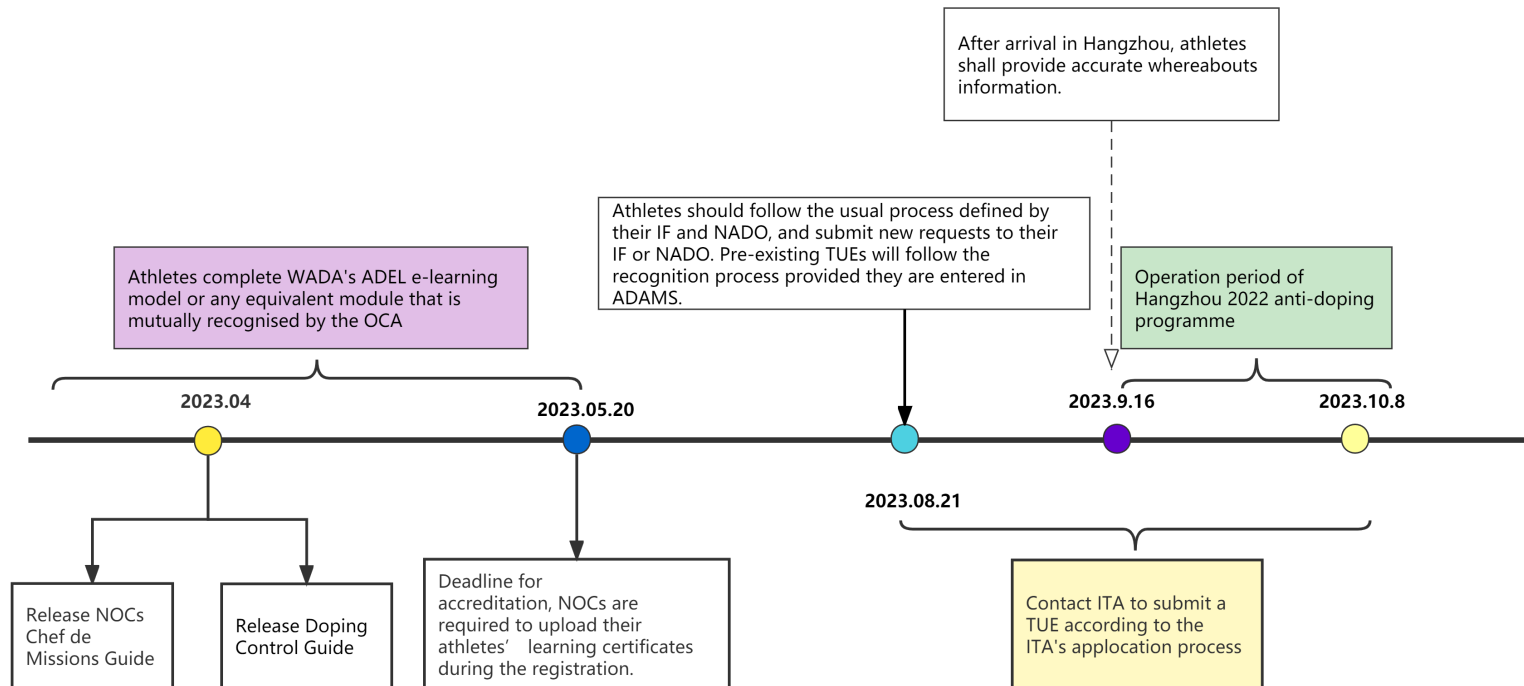 After arrival in Hangzhou, athletes
shall provide accurate whereabouts
information.
Athletes should follow the usual process defined by
their IF and NADO, and submit new requests to their
IF or NADO. Pre-existing TUEs will follow the
recognition process provided they are entered in
ADAMS.
Athletes complete WADA's ADEL e-learning
model or any equivalent module that is
mutually recognised by the OCA
Operation period of
Hangzhou 2022 anti-doping
programme
2023.04
2023.05.20
2023.9.16
2023.10.8
2023.08.21
Release NOCs
Chef de
Missions Guide
Release Doping
Control Guide
Deadline for
accreditation, NOCs are
required to upload their
athletes’ learning certificates
during the registration.
Contact ITA to submit a
TUE according to the
ITA's applocation process